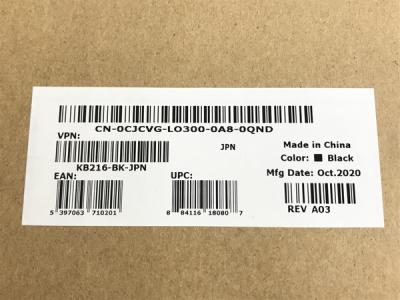 CN-0CJCVG-LO300-0A8-0QND
VPN:
JPN
Made in China
KB216-BK-JPN
Color: ■ Black
EAN:
UPC:
Mfg Date: Oct.2020
5 397063 710201
8 84116 18080 7
REV A03